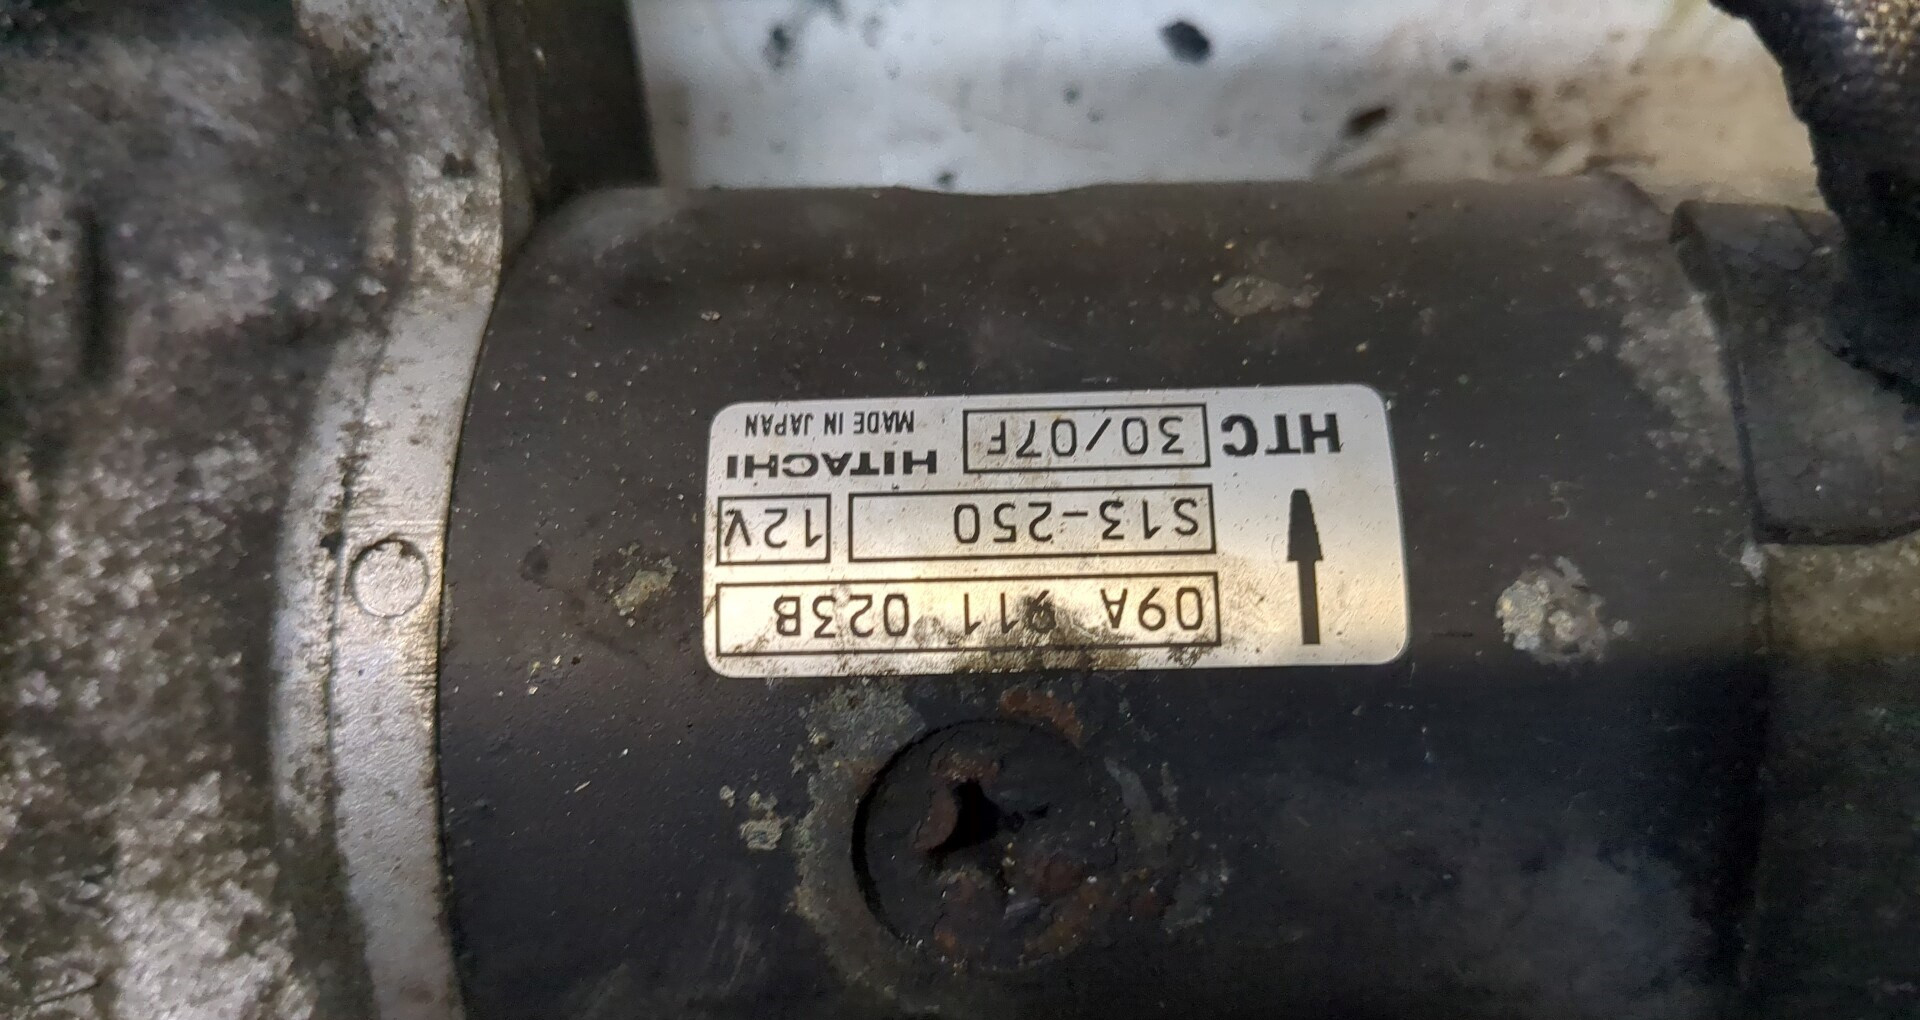 09A 911 023B
S13-250 12V
HTC 30/07F HITACHI
MADE IN JAPAN